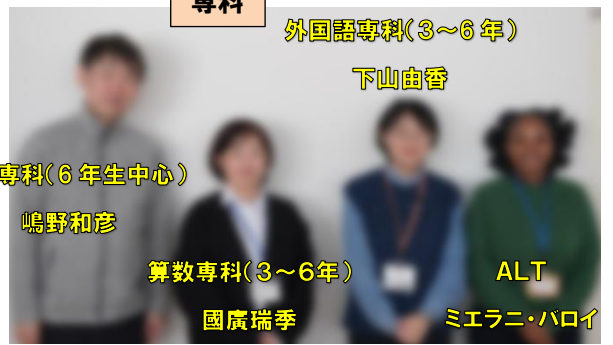 専科
外国語専科(3～6年)
下山由香
専科(6年生中心)
嶋野和彦
算数専科(3～6年)
國廣瑞季
ALT
ミエラニ・バロイ